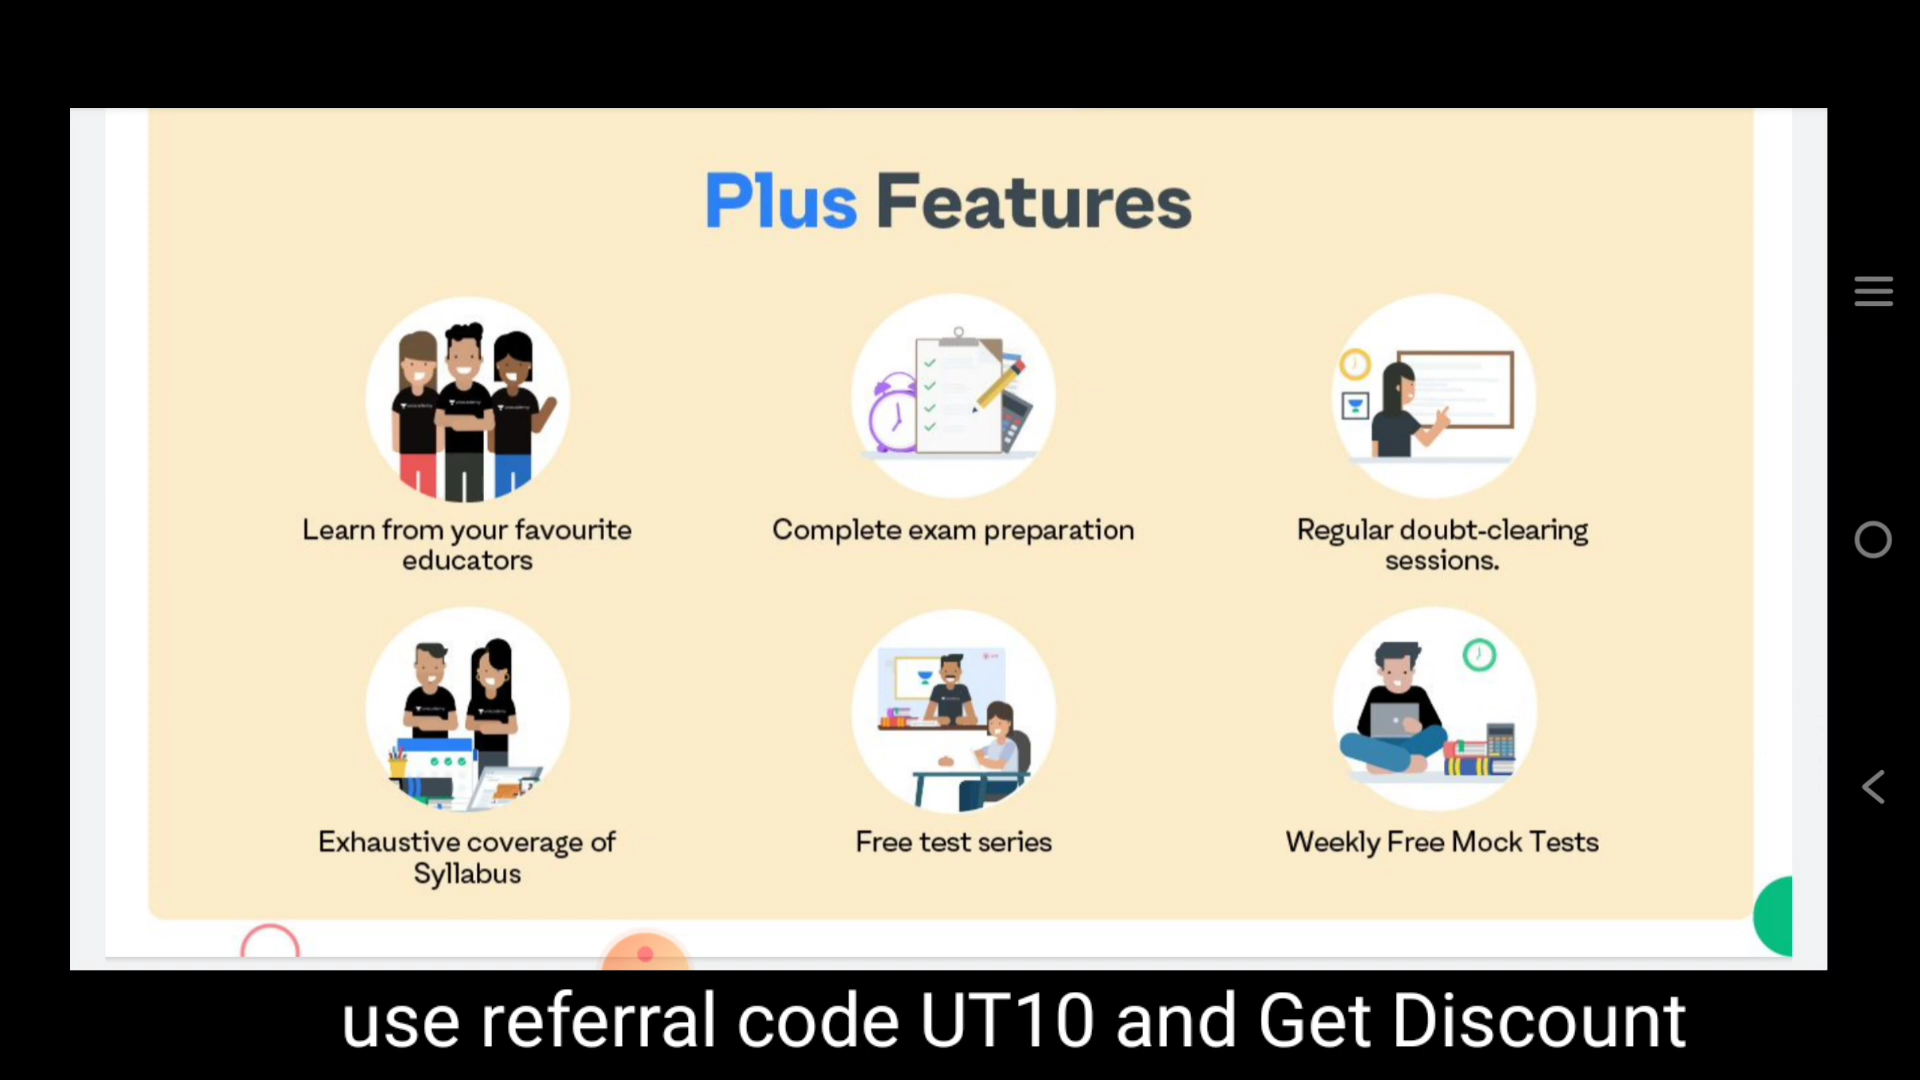 Plus Features
Learn from your favourite
educators
Complete exam preparation
Regular doubt-clearing
sessions.
Exhaustive coverage of
Syllabus
Free test series
Weekly Free Mock Tests
use referral code UT10 and Get Discount